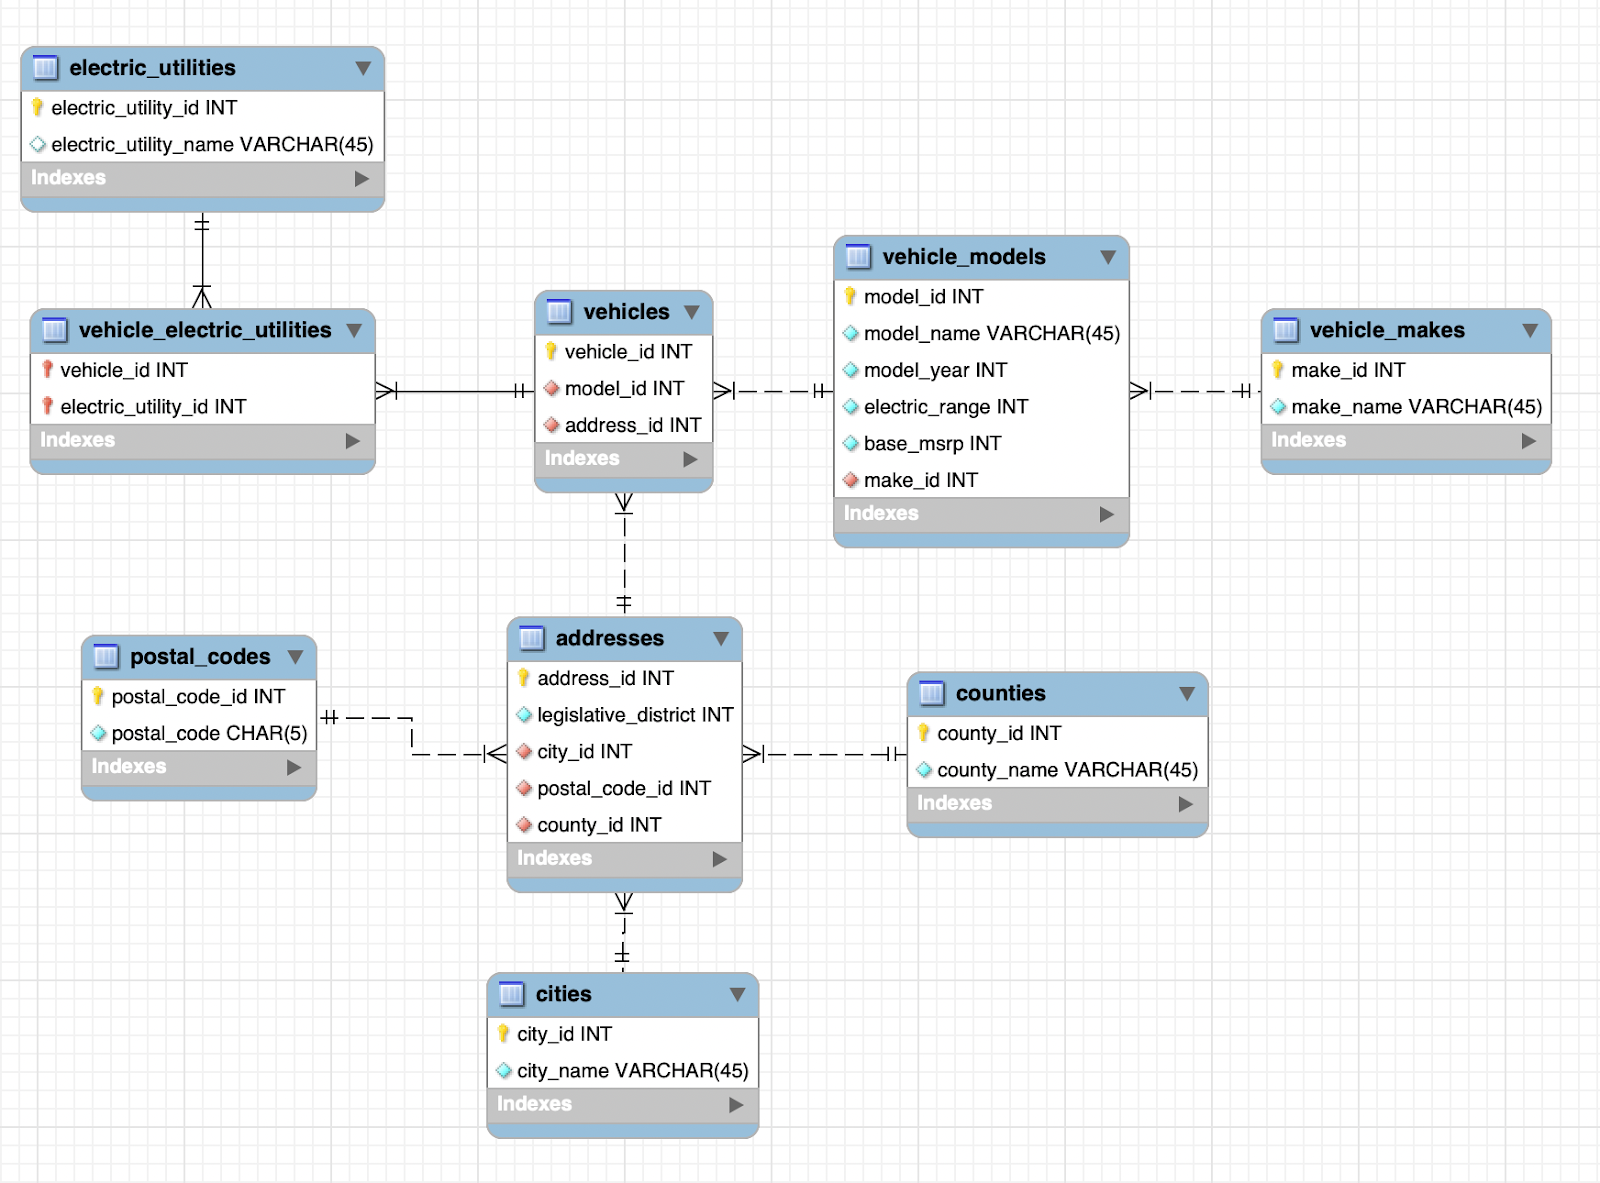 electric_utilities
electric_utility_id INT
electric_utility_name VARCHAR(45)
Indexes
vehicle_electric_utilities
vehicle_id INT
electric_utility_id INT
Indexes
vehicles
vehicle_id INT
model_id INT
address_id INT
Indexes
vehicle_models
model_id INT
model_name VARCHAR(45)
model_year INT
electric_range INT
base_msrp INT
make_id INT
Indexes
vehicle_makes
make_id INT
make_name VARCHAR(45)
Indexes
postal_codes
postal_code_id INT
postal_code CHAR(5)
Indexes
addresses
address_id INT
legislative_district INT
city_id INT
postal_code_id INT
county_id INT
Indexes
counties
county_id INT
county_name VARCHAR(45)
Indexes
cities
city_id INT
city_name VARCHAR(45)
Indexes